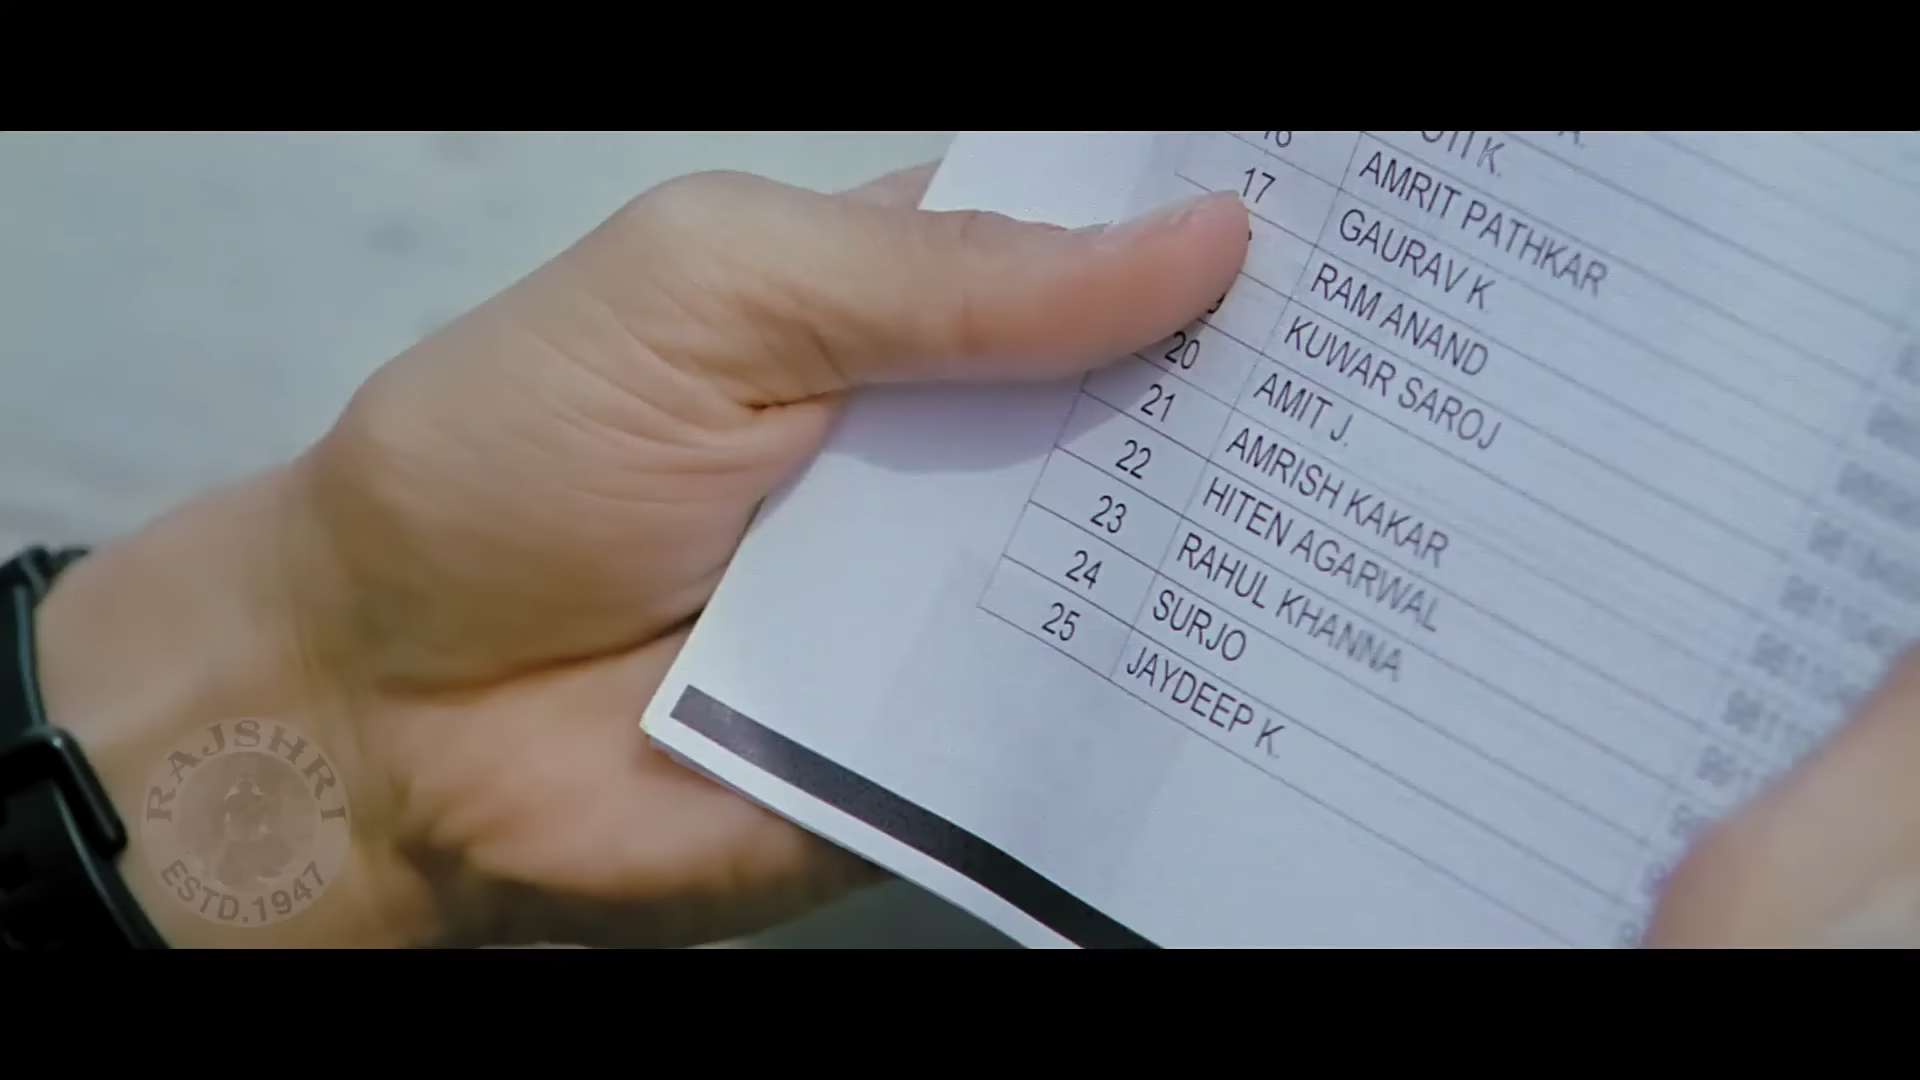 AMRIT PATHKAR
17 GAURAV K
RAM ANAND
KUWAR SAROJ
20 AMIT J.
21 AMRISH KAKAR
22 HITEN AGARWAL
23 RAHUL KHANNA
24 SURJO
25 JAYDEEP K.
RAJSHRI
ESTD.1947